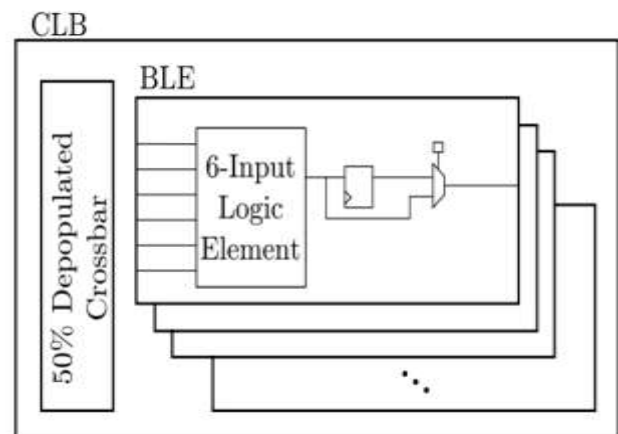 CLB
BLE
50% Depopulated
Crossbar
6-Input
Logic
Element